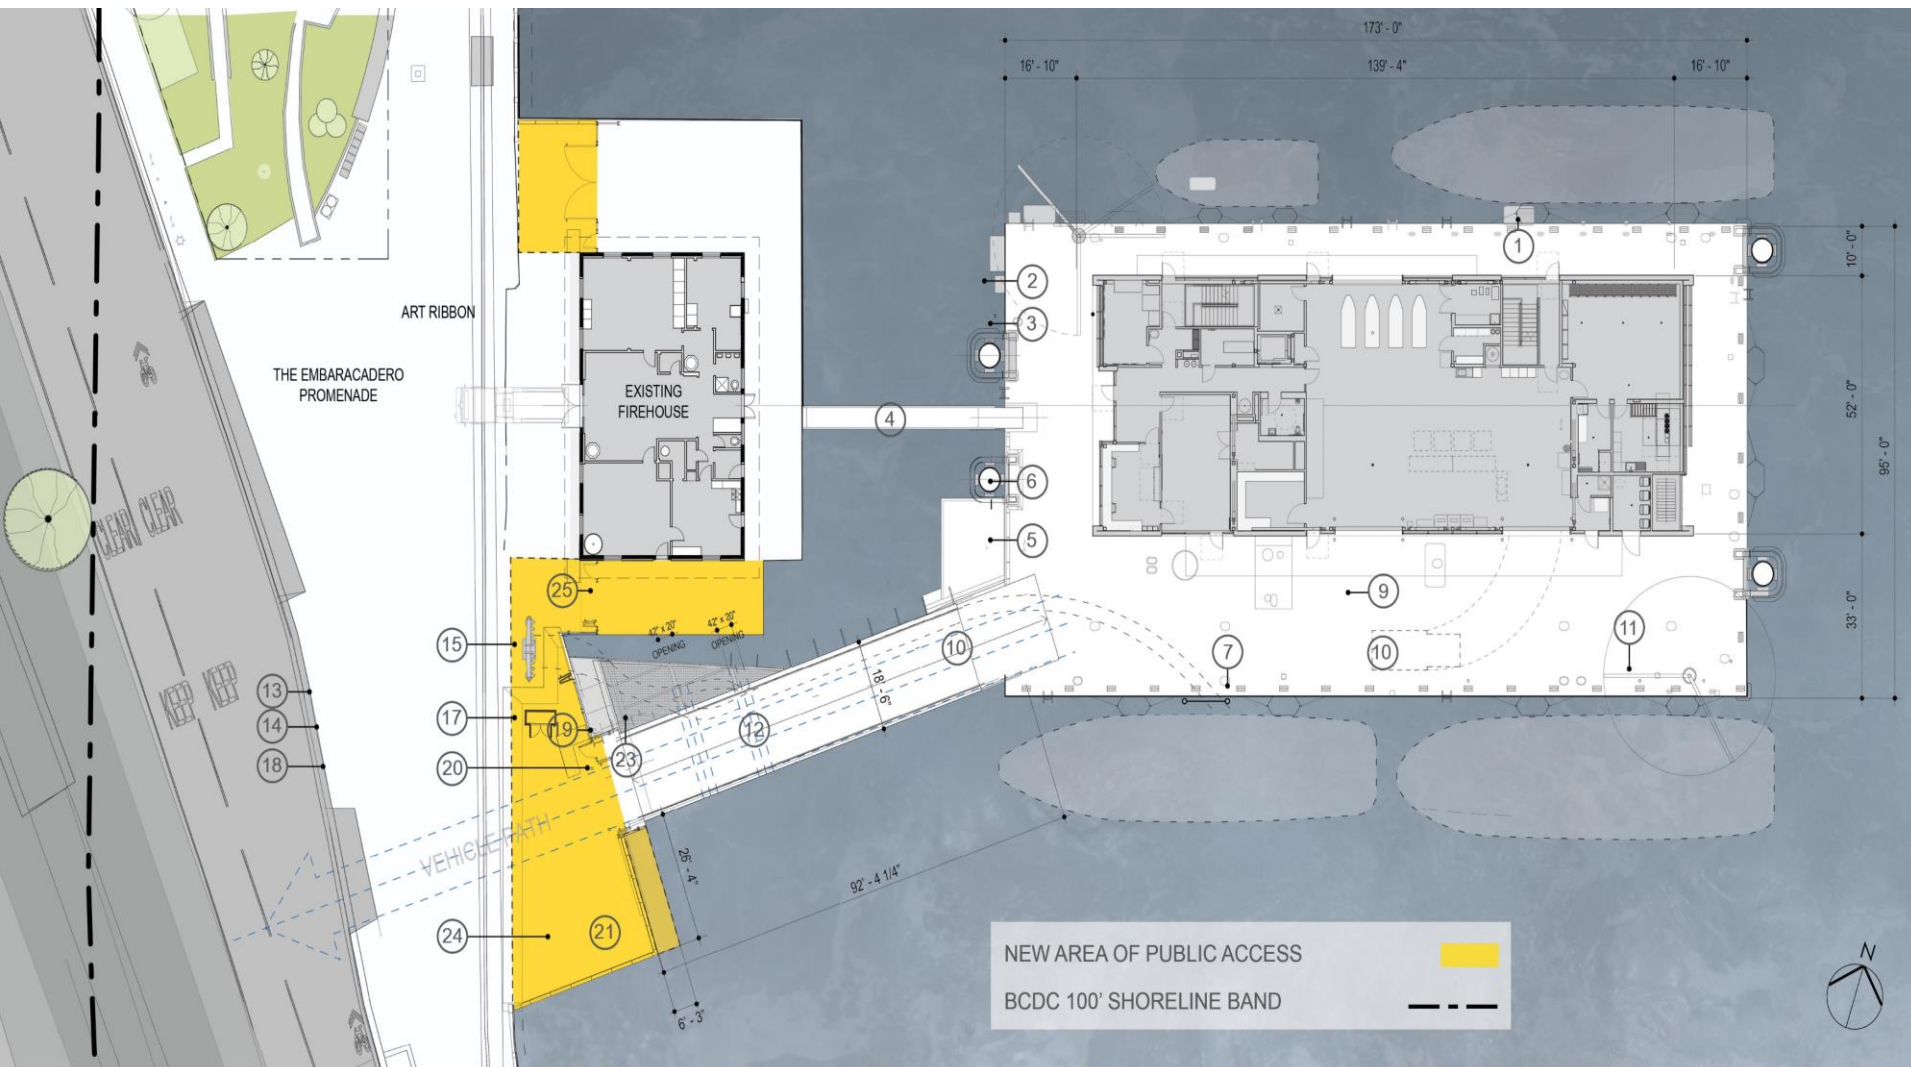 173' - 0"
16' - 10"
139' - 4"
16' - 10"
1
10' - 0"
2
ART RIBBON
3
THE EMBARACADERO
PROMENADE
EXISTING
FIREHOUSE
4
52' - 0"
95' - 0"
6
CLEAR CLEAR
5
25
9
33' - 0"
42" x 20"
OPENING
42" x 20"
OPENING
15
11
10
10
7
18' - 6"
KEEP KEEP
13
17
14
19
12
23
18
20
VEHICLE PATH
26' - 4"
92' - 4 1/4"
24
21
6' - 3"
NEW AREA OF PUBLIC ACCESS
BCDC 100' SHORELINE BAND
N